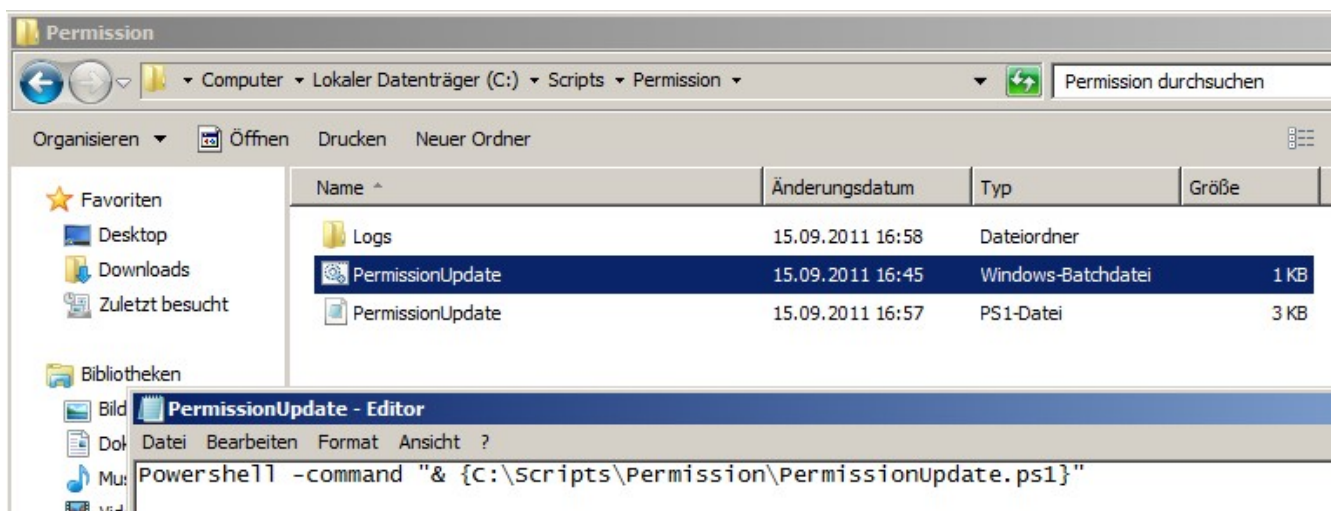 Permission
Computer Lokaler Datenträger (C:) Scripts Permission
Permission durchsuchen
Organisieren Öffnen Drucken Neuer Ordner
Name Änderungsdatum Typ Größe
Favoriten
Desktop
Downloads
Zuletzt besucht
Bibliotheken
Bild
Logs 15.09.2011 16:58 Dateiordner
PermissionUpdate 15.09.2011 16:45 Windows-Batchdatei 1 KB
PermissionUpdate 15.09.2011 16:57 PS1-Datei 3 KB
PermissionUpdate - Editor
Datei Bearbeiten Format Ansicht ?
Powershell -command "& {C:\Scripts\Permission\PermissionUpdate.ps1}"